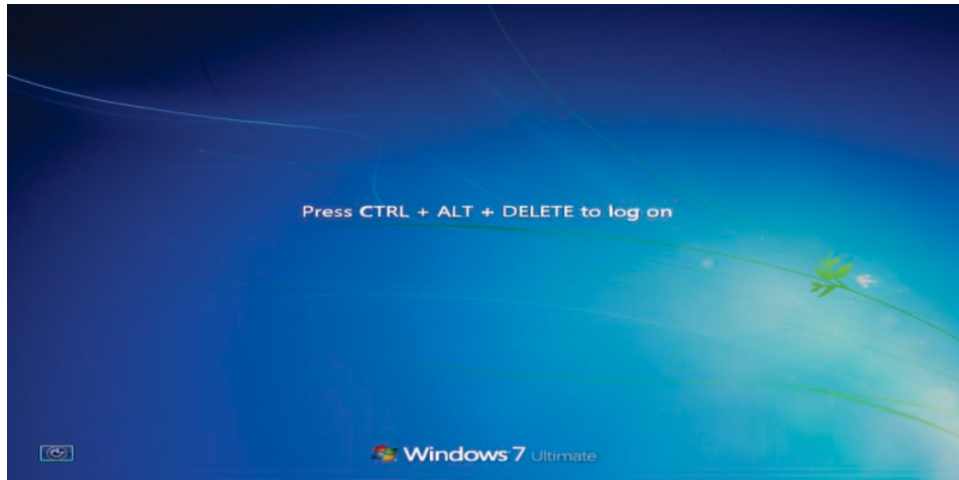 Press CTRL + ALT + DELETE to log on
Windows 7 Ultimate